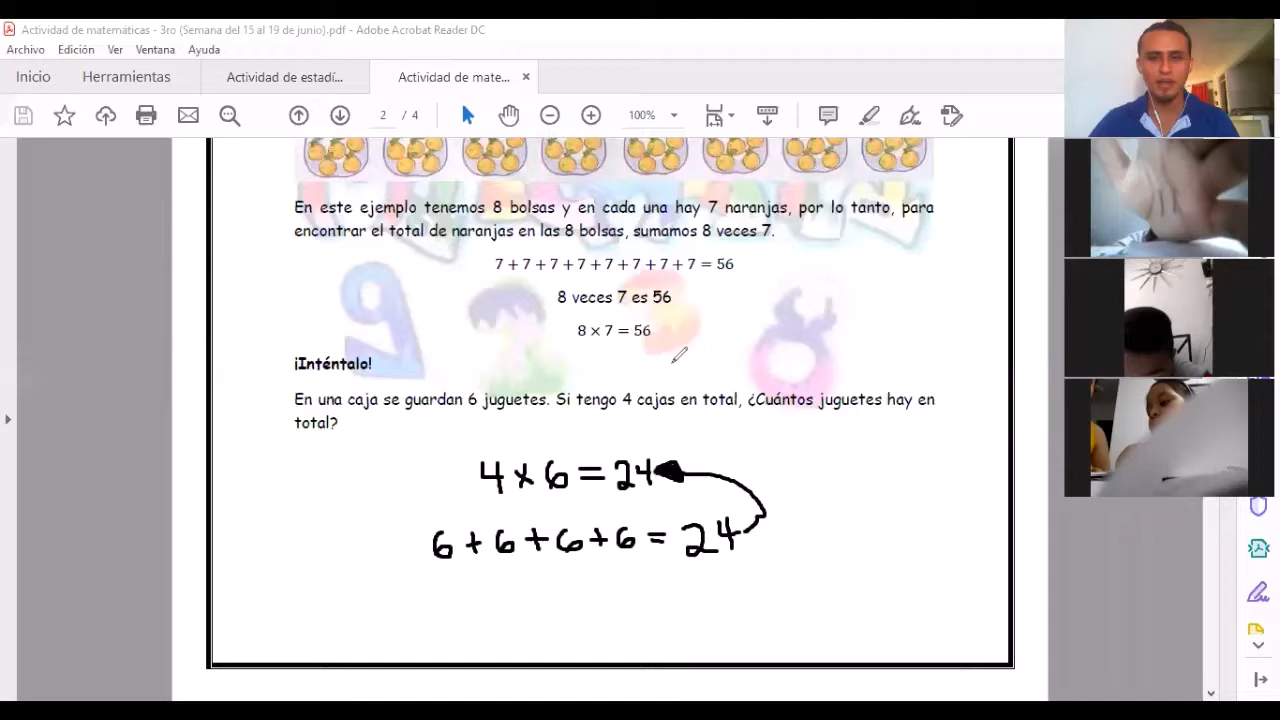 Actividad de matemáticas - 3ro (Semana del 15 al 19 de junio).pdf - Adobe Acrobat Reader DC
Archivo Edición Ver Ventana Ayuda
Inicio Herramientas Actividad de estadí... Actividad de mate... ×
2 / 4 100%
En este ejemplo tenemos 8 bolsas y en cada una hay 7 naranjas, por lo tanto, para
encontrar el total de naranjas en las 8 bolsas, sumamos 8 veces 7.
7 + 7 + 7 + 7 + 7 + 7 + 7 + 7 = 56
8 veces 7 es 56
8 × 7 = 56
¡Inténtalo!
En una caja se guardan 6 juguetes. Si tengo 4 cajas en total, ¿Cuántos juguetes hay en
total?
4 × 6 = 24
6 + 6 + 6 + 6 = 24